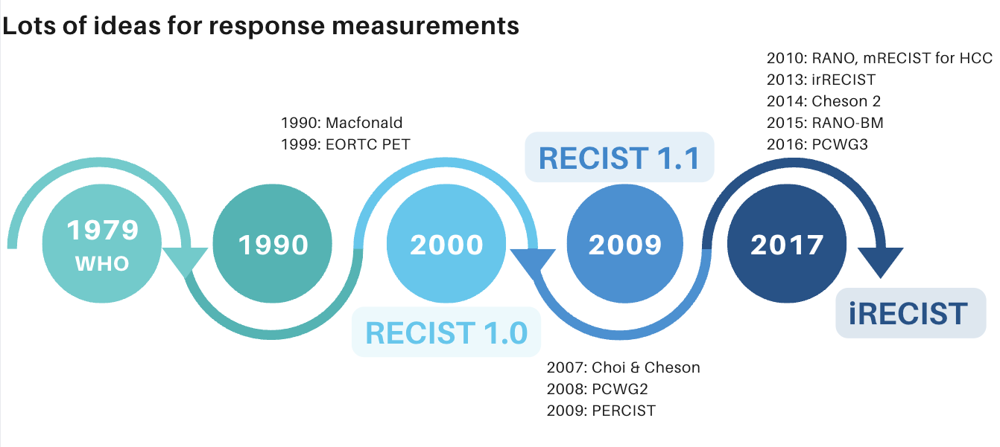 Lots of ideas for response measurements
2010: RANO, mRECIST for HCC
2013: irRECIST
2014: Cheson 2
2015: RANO-BM
2016: PCWG3
1990: Macfonald
1999: EORTC PET
RECIST 1.1
1979
WHO
1990
2000
2009
2017
RECIST 1.0
iRECIST
2007: Choi & Cheson
2008: PCWG2
2009: PERCIST